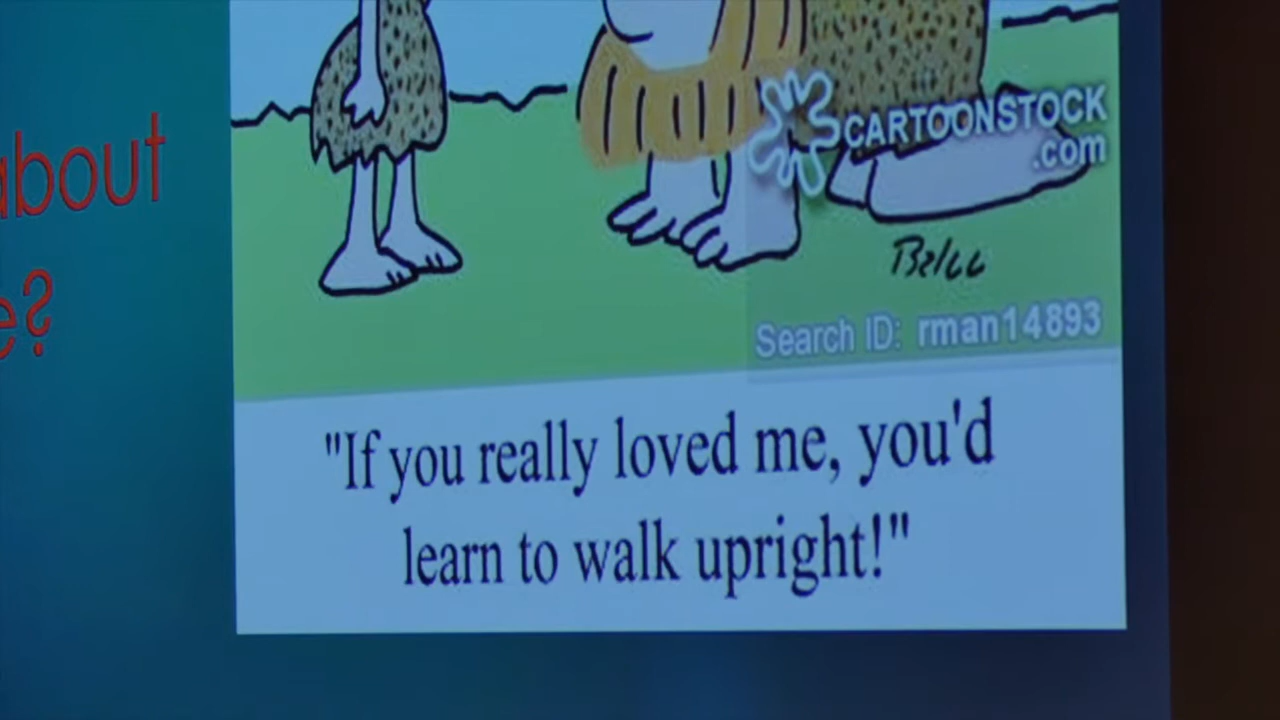 about
e?
CARTOONSTOCK
.com
Search ID: rman14893
"If you really loved me, you'd
learn to walk upright!"